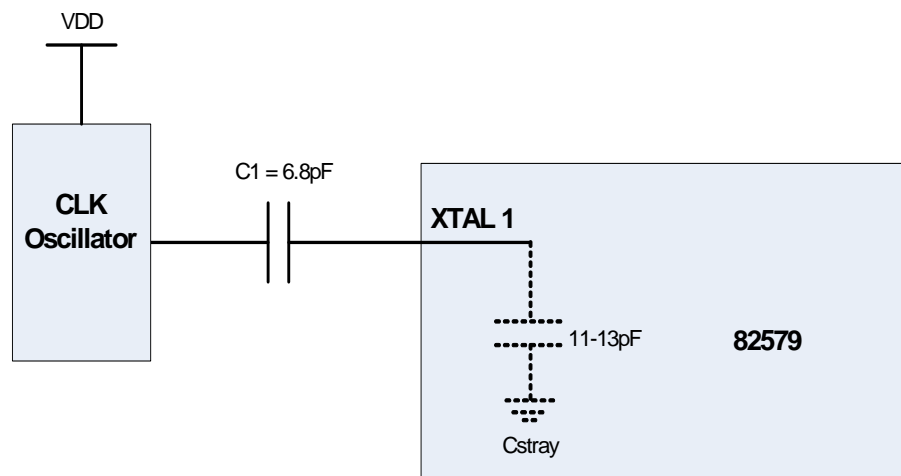 VDD
C1 = 6.8pF
CLK
Oscillator
XTAL 1
11-13pF
82579
Cstray